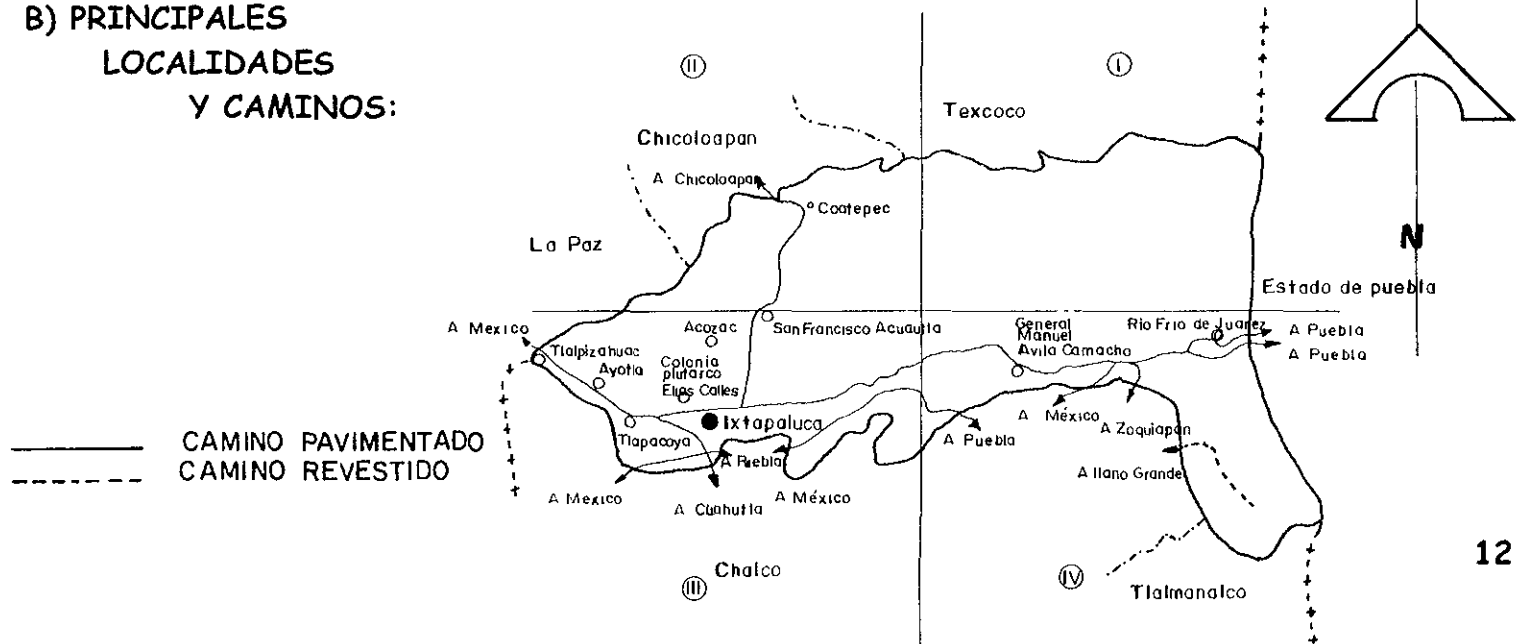 B) PRINCIPALES
LOCALIDADES
Y CAMINOS:
II
I
Texcoco
Chicoloapan
A Chicoloapan
Coatepec
La Paz
N
Estado de puebla
A Mexico
Acozac
San Francisco Acuautla
General
Manuel
Avila Camacho
Rio Frio de Juarez
A Puebla
A Puebla
Tlalpizahuac
Ayotla
Colonia
plutarco
Elias Calles
Ixtapaluca
Tlapacoya
A México
A Zoquiapan
A Puebla
A Puebla
A llano Grande
A Mexico
A Cuahutla
A México
CAMINO PAVIMENTADO
CAMINO REVESTIDO
III
Chalco
IV
Tlalmanalco
12